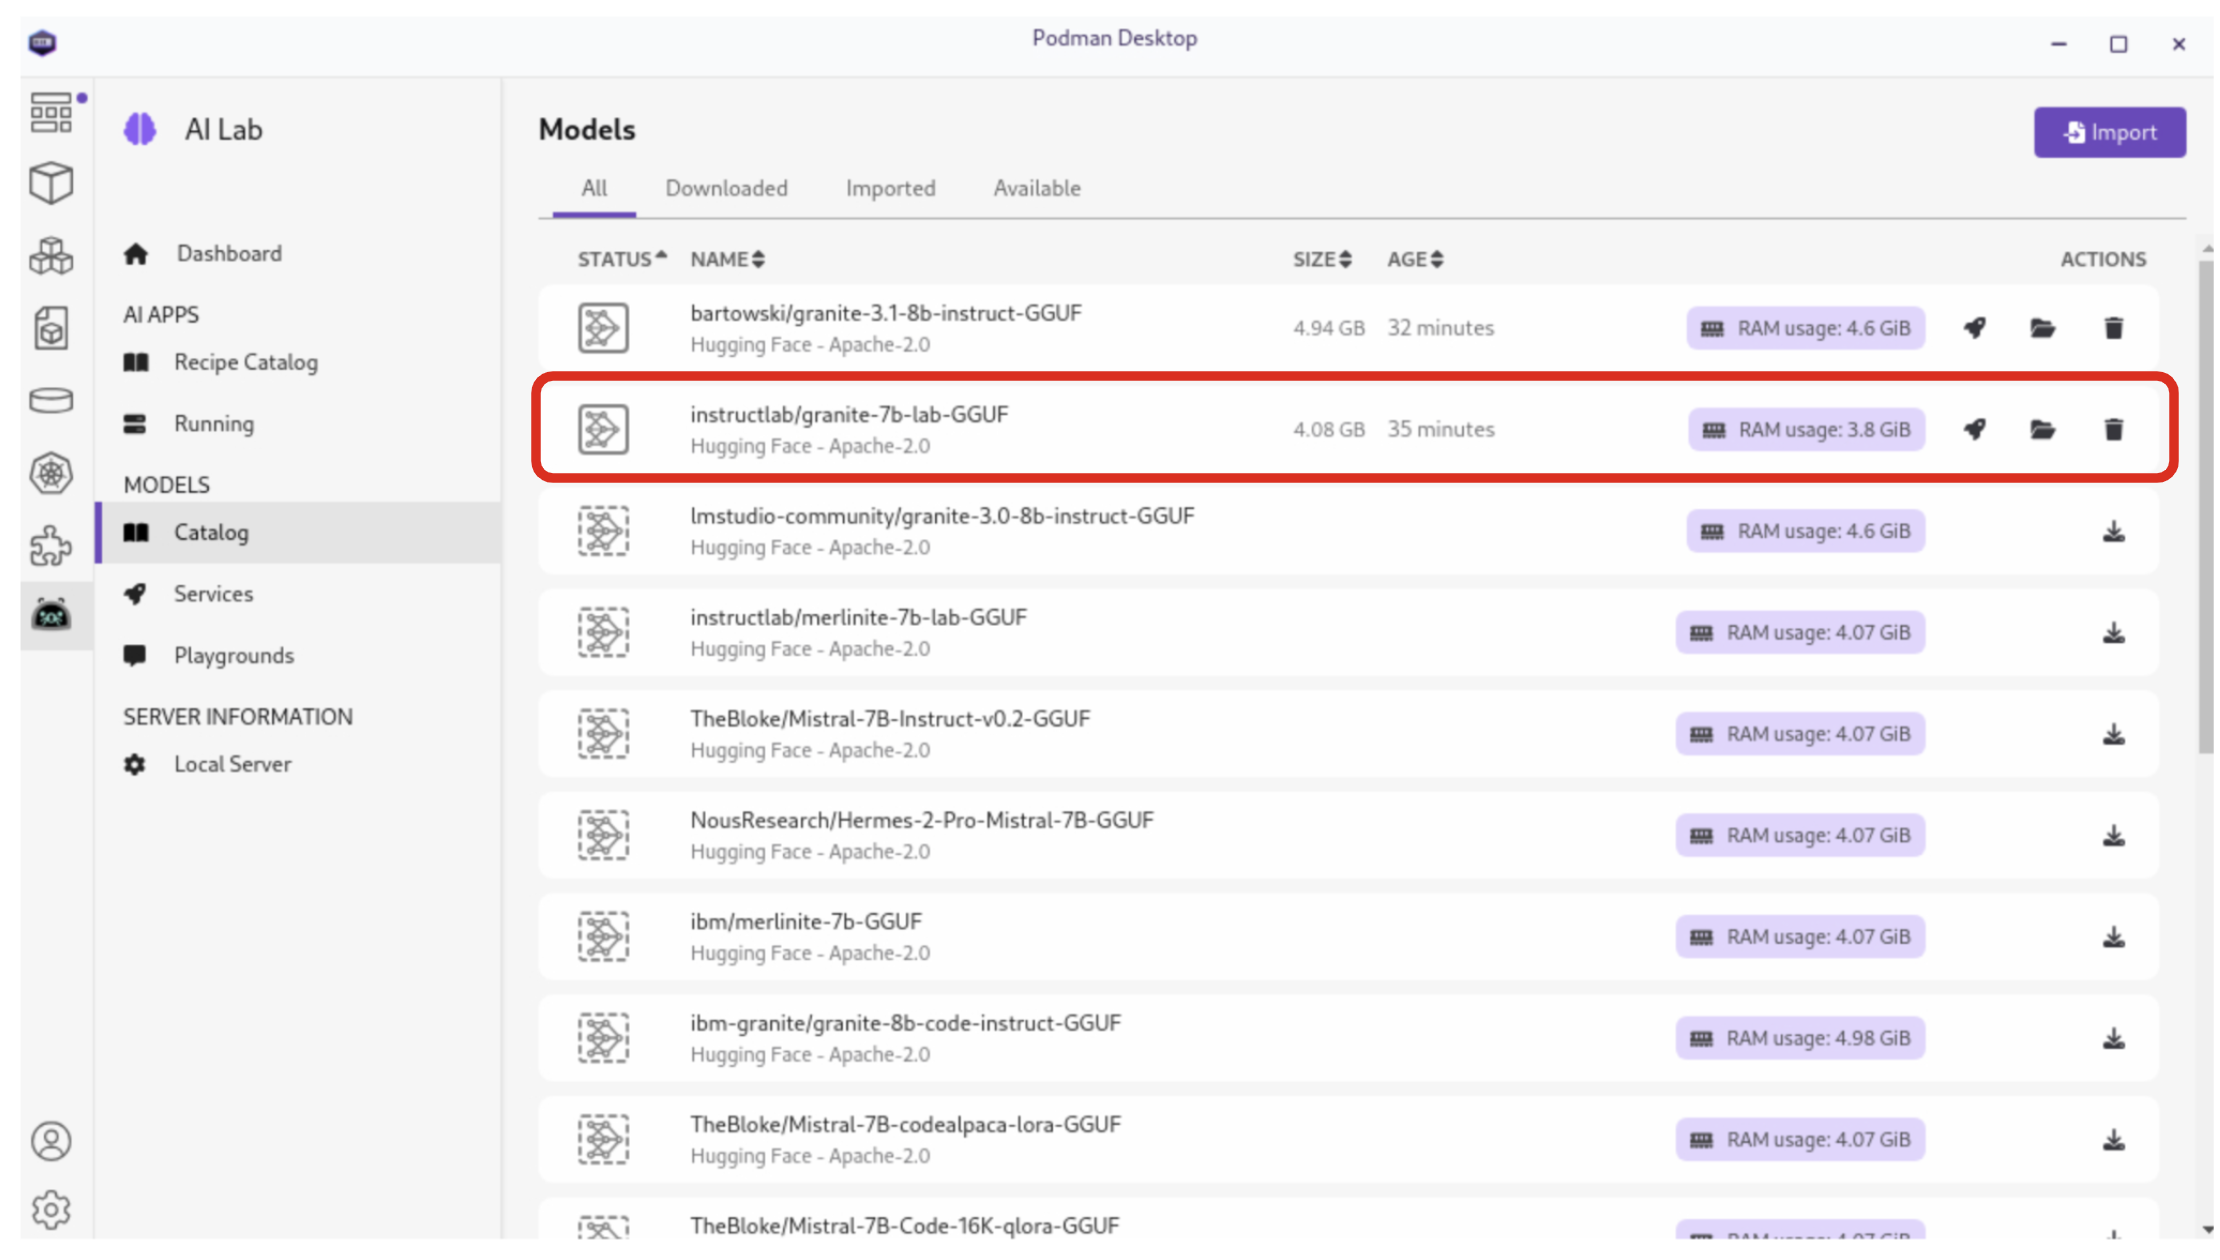 Podman Desktop
AI Lab
Dashboard
AI APPS
Recipe Catalog
Running
MODELS
Catalog
Services
Playgrounds
SERVER INFORMATION
Local Server
Models
Import
All Downloaded Imported Available
STATUS NAME SIZE AGE ACTIONS
bartowski/granite-3.1-8b-instruct-GGUF
Hugging Face - Apache-2.0
4.94 GB 32 minutes RAM usage: 4.6 GiB
instructlab/granite-7b-lab-GGUF
Hugging Face - Apache-2.0
4.08 GB 35 minutes RAM usage: 3.8 GiB
lmstudio-community/granite-3.0-8b-instruct-GGUF
Hugging Face - Apache-2.0
RAM usage: 4.6 GiB
instructlab/merlinite-7b-lab-GGUF
Hugging Face - Apache-2.0
RAM usage: 4.07 GiB
TheBloke/Mistral-7B-Instruct-v0.2-GGUF
Hugging Face - Apache-2.0
RAM usage: 4.07 GiB
NousResearch/Hermes-2-Pro-Mistral-7B-GGUF
Hugging Face - Apache-2.0
RAM usage: 4.07 GiB
ibm/merlinite-7b-GGUF
Hugging Face - Apache-2.0
RAM usage: 4.07 GiB
ibm-granite/granite-8b-code-instruct-GGUF
Hugging Face - Apache-2.0
RAM usage: 4.98 GiB
TheBloke/Mistral-7B-codealpaca-lora-GGUF
Hugging Face - Apache-2.0
RAM usage: 4.07 GiB
TheBloke/Mistral-7B-Code-16K-qlora-GGUF
RAM usage: 4.07 GiB